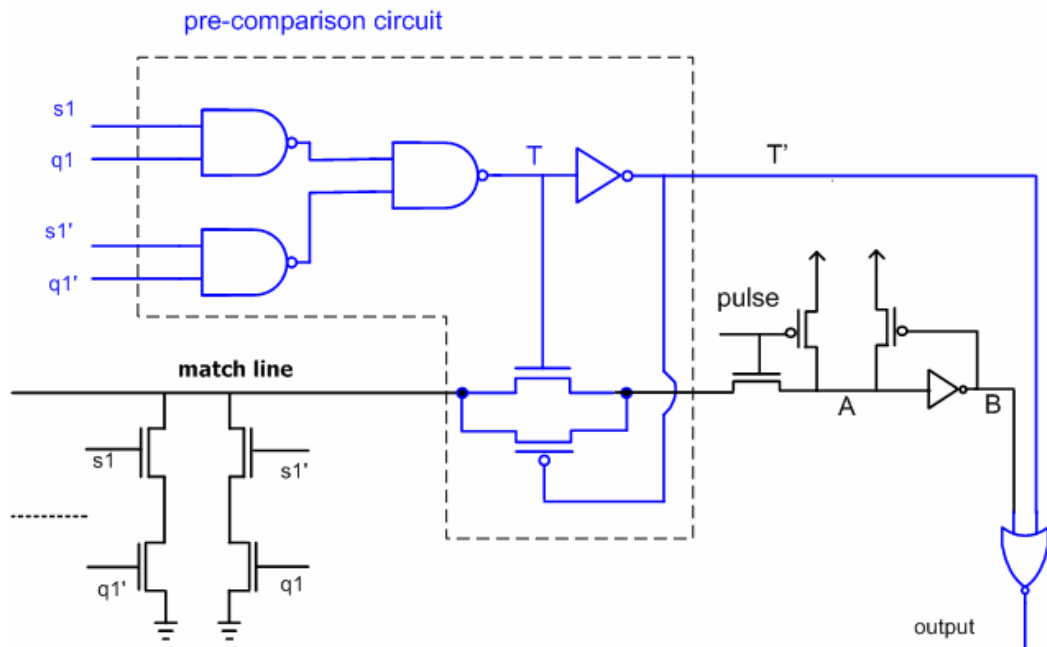 pre-comparison circuit
s1
q1
T
T'
s1'
q1'
pulse
match line
A
B
s1
s1'
q1'
q1
output